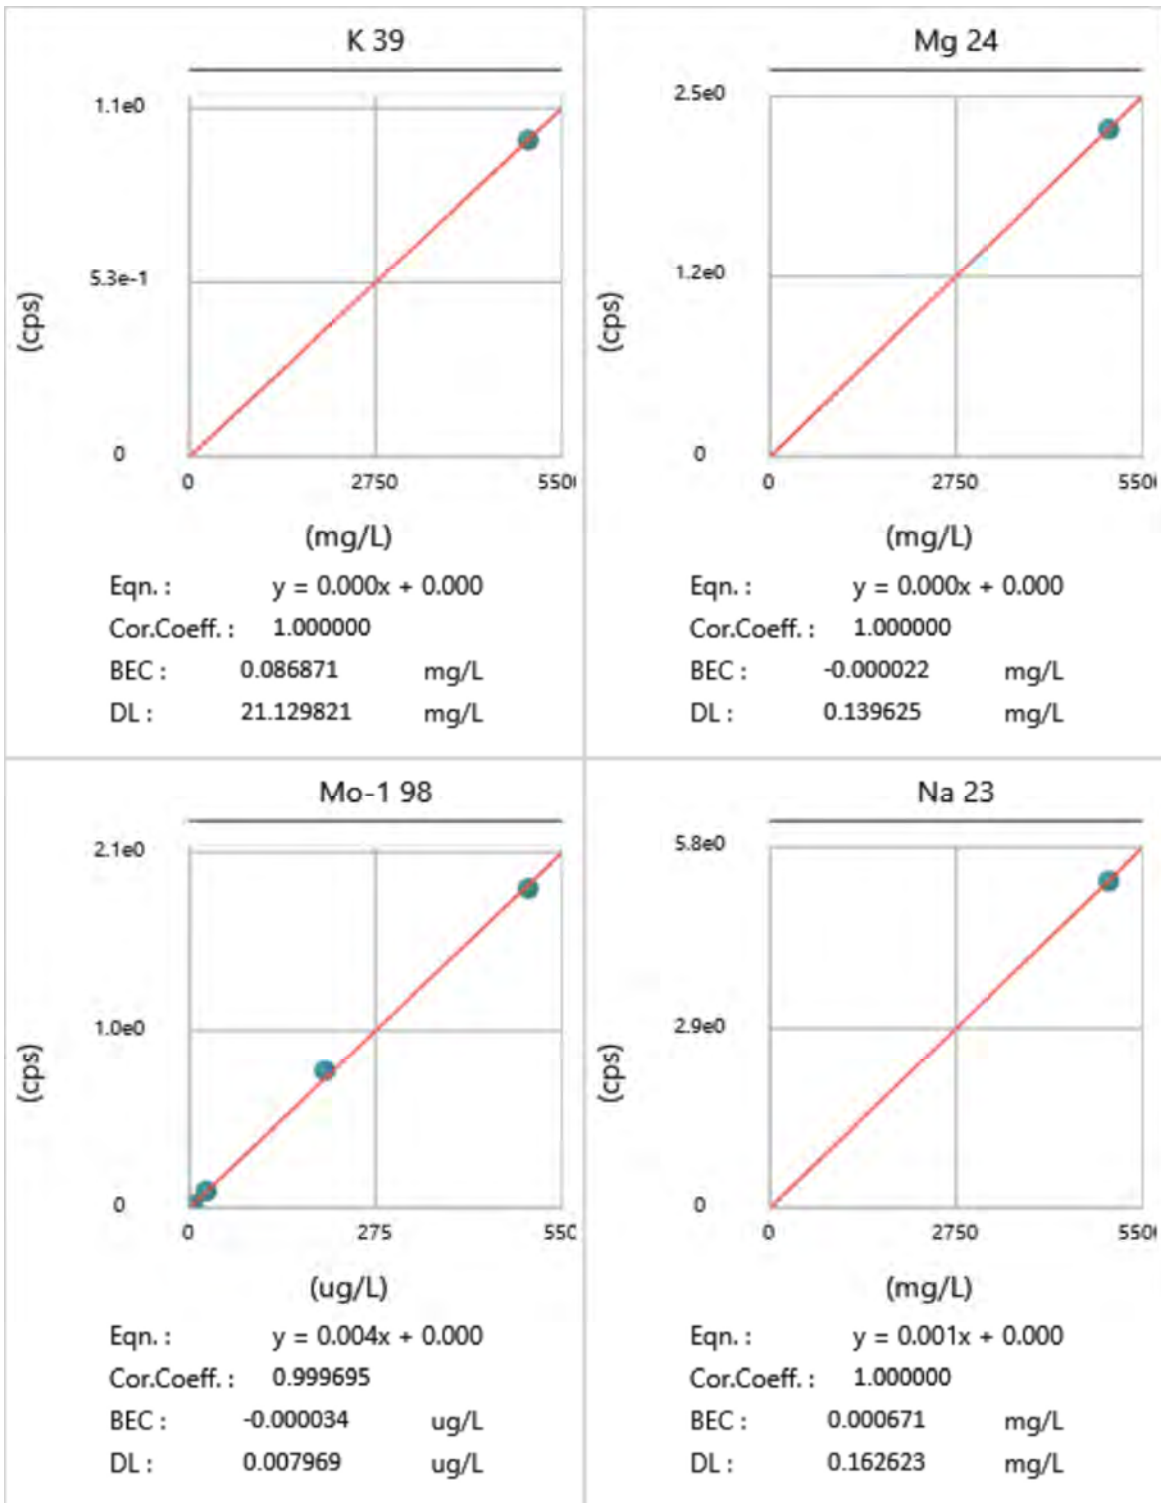 K 39
1.1e0
5.3e-1
0
(cps)
0 2750 550
(mg/L)
Eqn. : y = 0.000x + 0.000
Cor.Coeff. : 1.000000
BEC : 0.086871 mg/L
DL : 21.129821 mg/L
Mg 24
2.5e0
1.2e0
0
(cps)
0 2750 550
(mg/L)
Eqn. : y = 0.000x + 0.000
Cor.Coeff. : 1.000000
BEC : -0.000022 mg/L
DL : 0.139625 mg/L
Mo-1 98
2.1e0
1.0e0
0
(cps)
0 275 550
(ug/L)
Eqn. : y = 0.004x + 0.000
Cor.Coeff. : 0.999695
BEC : -0.000034 ug/L
DL : 0.007969 ug/L
Na 23
5.8e0
2.9e0
0
(cps)
0 2750 550
(mg/L)
Eqn. : y = 0.001x + 0.000
Cor.Coeff. : 1.000000
BEC : 0.000671 mg/L
DL : 0.162623 mg/L